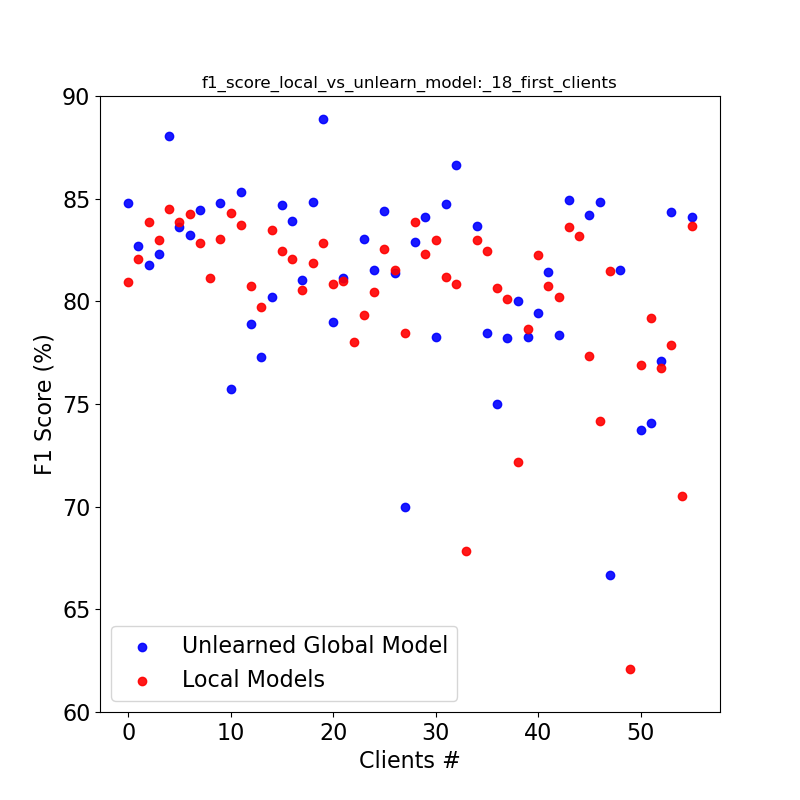 f1_score_local_vs_unlearn_model:_18_first_clients
90
85
80
75
70
65
60
F1 Score (%)
Unlearned Global Model
Local Models
0 10 20 30 40 50
Clients #